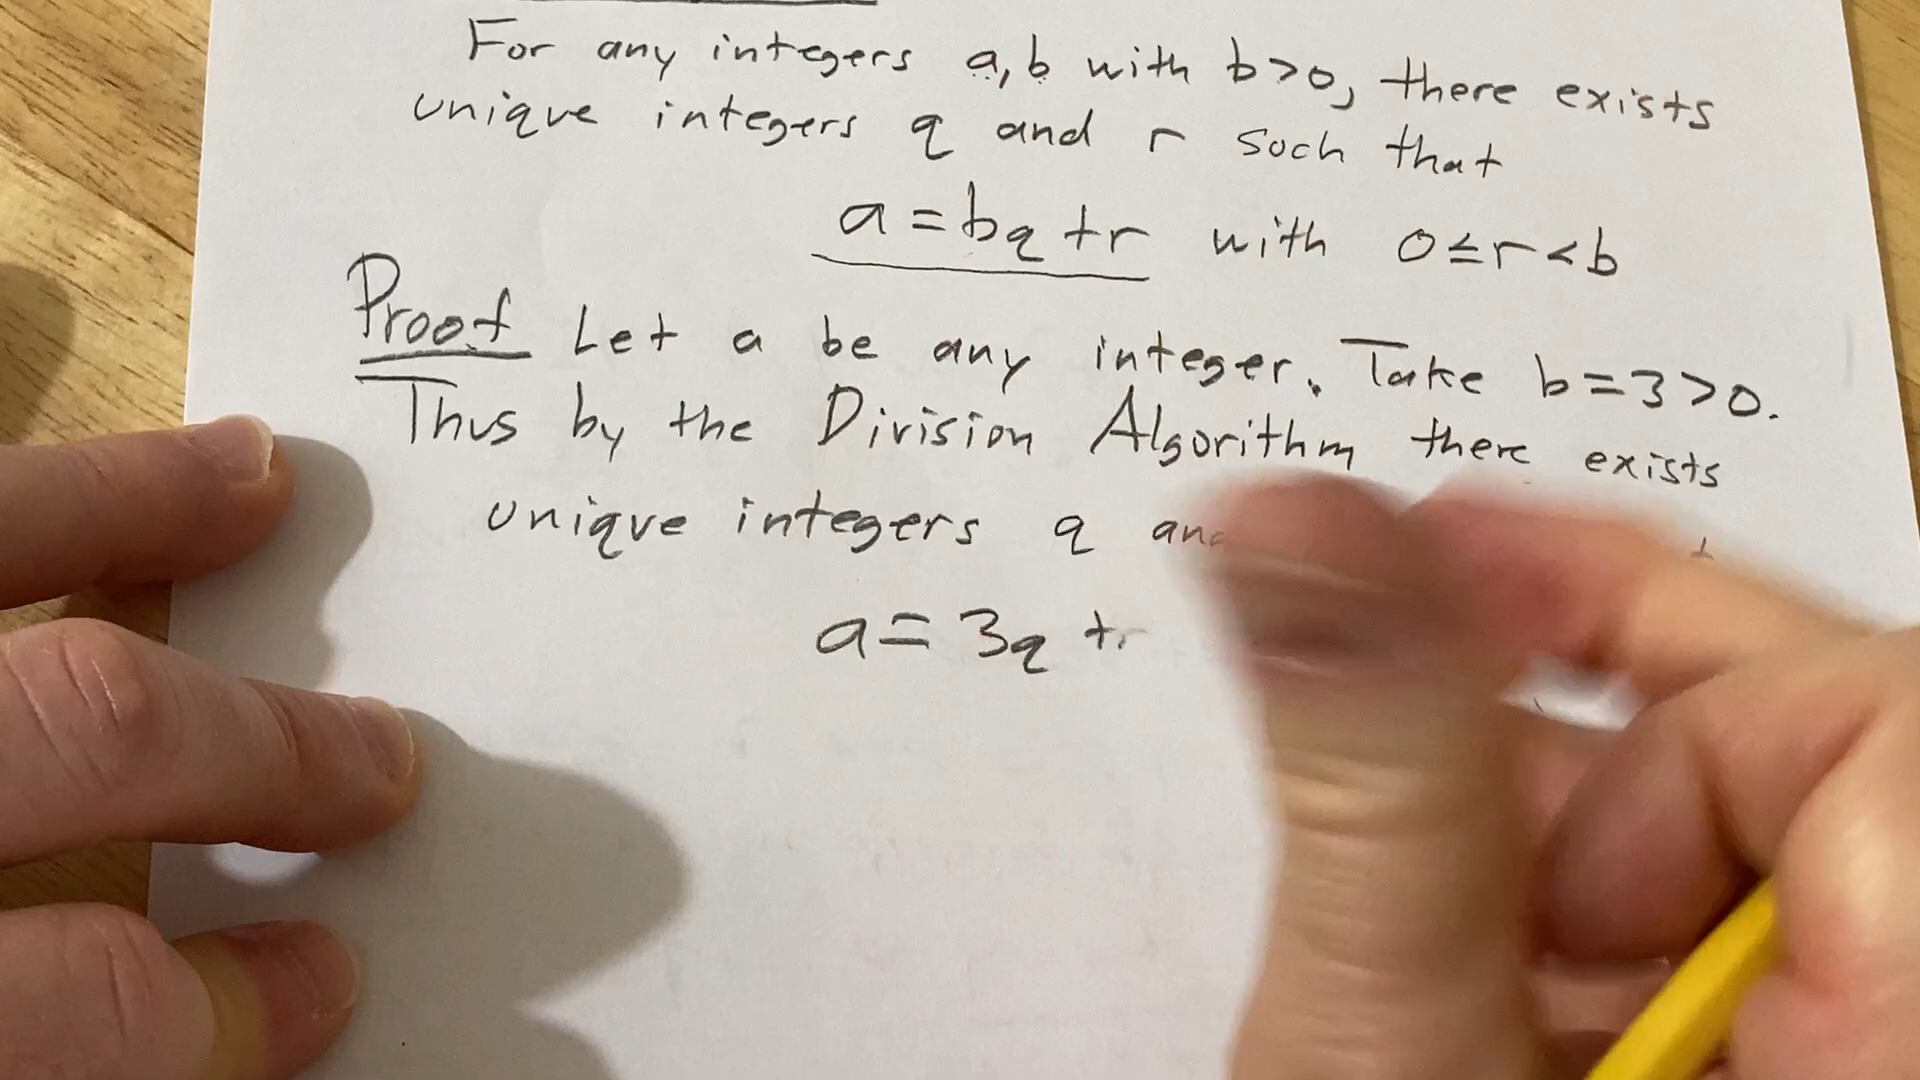 For any integers a, b with b>0, there exists
unique integers q and r such that
a = bq + r with 0 ≤ r < b
Proof Let a be any integer. Take b = 3 > 0.
Thus by the Division Algorithm there exists
unique integers q
a = 3q +